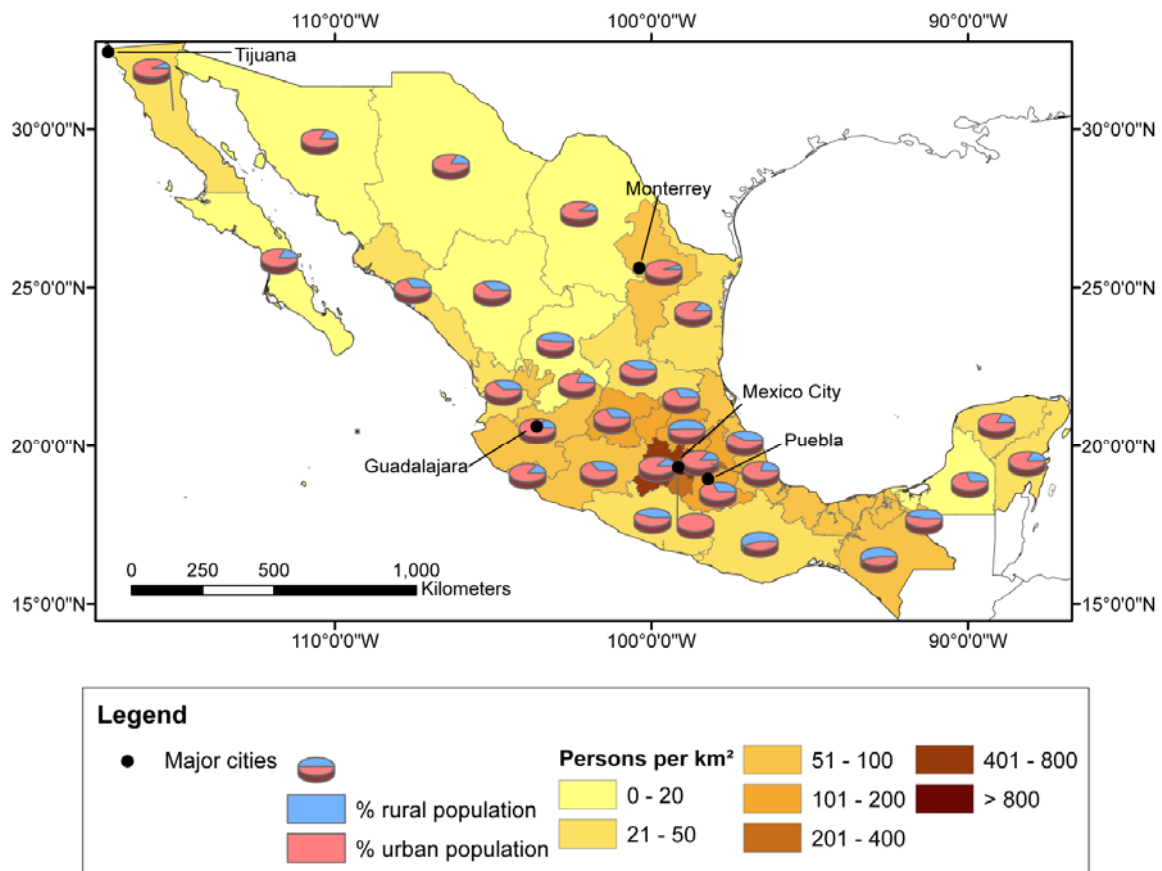 110°0'0"W 100°0'0"W 90°0'0"W
Tijuana
30°0'0"N 30°0'0"N
Monterrey
25°0'0"N 25°0'0"N
Mexico City
20°0'0"N Puebla 20°0'0"N
Guadalajara
0 250 500 1,000
Kilometers
15°0'0"N 15°0'0"N
110°0'0"W 100°0'0"W 90°0'0"W
Legend
Major cities
% rural population
% urban population
Persons per km²
0 - 20
21 - 50
51 - 100
101 - 200
201 - 400
401 - 800
> 800